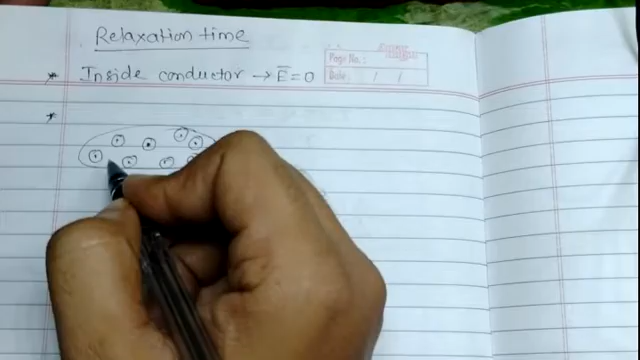 Relaxation time
* Inside conductor → E̅ = 0
Page No.:
Date: / /
*